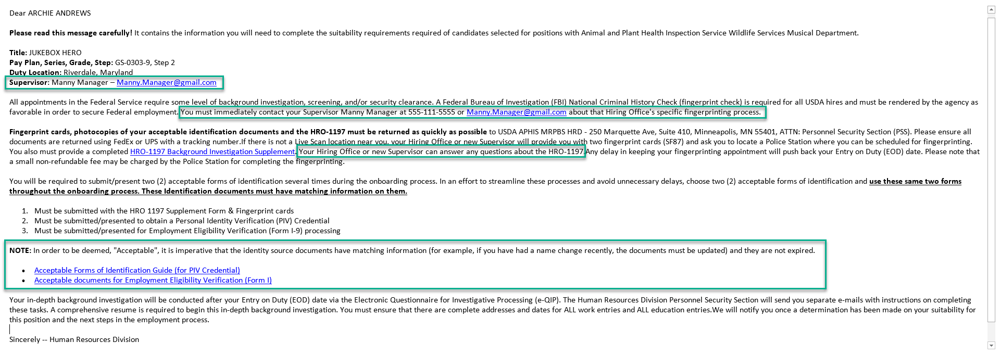 Dear ARCHIE ANDREWS
Please read this message carefully! It contains the information you will need to complete the suitability requirements required of candidates selected for positions with Animal and Plant Health Inspection Service Wildlife Services Musical Department.
Title: JUKEBOX HERO
Pay Plan, Series, Grade, Step: GS-0303-9, Step 2
Duty Location: Riverdale, Maryland
Supervisor: Manny Manager – Manny.Manager@gmail.com
All appointments in the Federal Service require some level of background investigation, screening, and/or security clearance. A Federal Bureau of Investigation (FBI) National Criminal History Check (fingerprint check) is required for all USDA hires and must be rendered by the agency as
favorable in order to secure Federal employment. You must immediately contact your Supervisor Manny Manager at 555-111-5555 or Manny.Manager@gmail.com about that Hiring Office's specific fingerprinting process.
Fingerprint cards, photocopies of your acceptable identification documents and the HRO-1197 must be returned as quickly as possible to USDA APHIS MRPBS HRD - 250 Marquette Ave, Suite 410, Minneapolis, MN 55401, ATTN: Personnel Security Section (PSS). Please ensure all
documents are returned using FedEx or UPS with a tracking number.If there is not a Live Scan location near you, your Hiring Office or new Supervisor will provide you with two fingerprint cards (SF87) and ask you to locate a Police Station where you can be scheduled for fingerprinting.
You also must provide a completed HRO-1197 Background Investigation Supplement. Your Hiring Office or new Supervisor can answer any questions about the HRO-1197.Any delay in keeping your fingerprinting appointment will push back your Entry on Duty (EOD) date. Please note that
a small non-refundable fee may be charged by the Police Station for completing the fingerprinting.
You will be required to submit/present two (2) acceptable forms of identification several times during the onboarding process. In an effort to streamline these processes and avoid unnecessary delays, choose two (2) acceptable forms of identification and use these same two forms
throughout the onboarding process. These Identification documents must have matching information on them.
1. Must be submitted with the HRO 1197 Supplement Form & Fingerprint cards
2. Must be submitted/presented to obtain a Personal Identity Verification (PIV) Credential
3. Must be submitted/presented for Employment Eligibility Verification (Form I-9) processing
NOTE: In order to be deemed, "Acceptable", it is imperative that the identity source documents have matching information (for example, if you have had a name change recently, the documents must be updated) and they are not expired.
• Acceptable Forms of Identification Guide (for PIV Credential)
• Acceptable documents for Employment Eligibility Verification (Form I)
Your in-depth background investigation will be conducted after your Entry on Duty (EOD) date via the Electronic Questionnaire for Investigative Processing (e-QIP). The Human Resources Division Personnel Security Section will send you separate e-mails with instructions on completing
these tasks. A comprehensive resume is required to begin this in-depth background investigation. You must ensure that there are complete addresses and dates for ALL work entries and ALL education entries.We will notify you once a determination has been made on your suitability for
this position and the next steps in the employment process.
Sincerely -- Human Resources Division